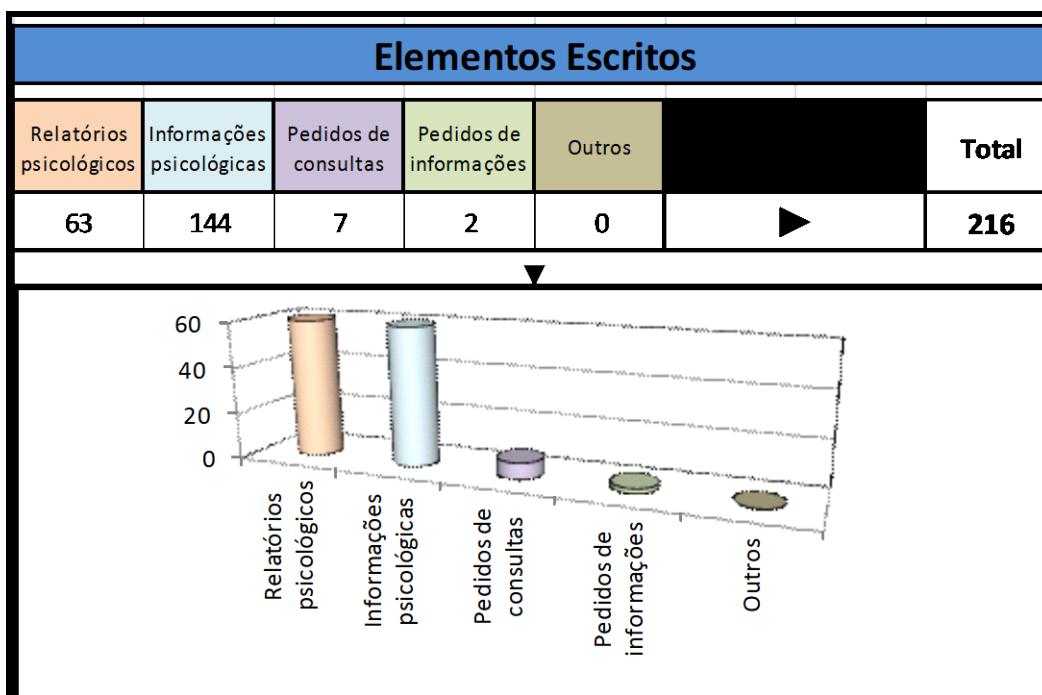 Elementos Escritos
Relatórios
psicológicos
Informações
psicológicas
Pedidos de
consultas
Pedidos de
informações
Outros
Total
63
144
7
2
0
216
60
40
20
0
Relatórios
psicológicos
Informações
psicológicas
Pedidos de
consultas
Pedidos de
informações
Outros